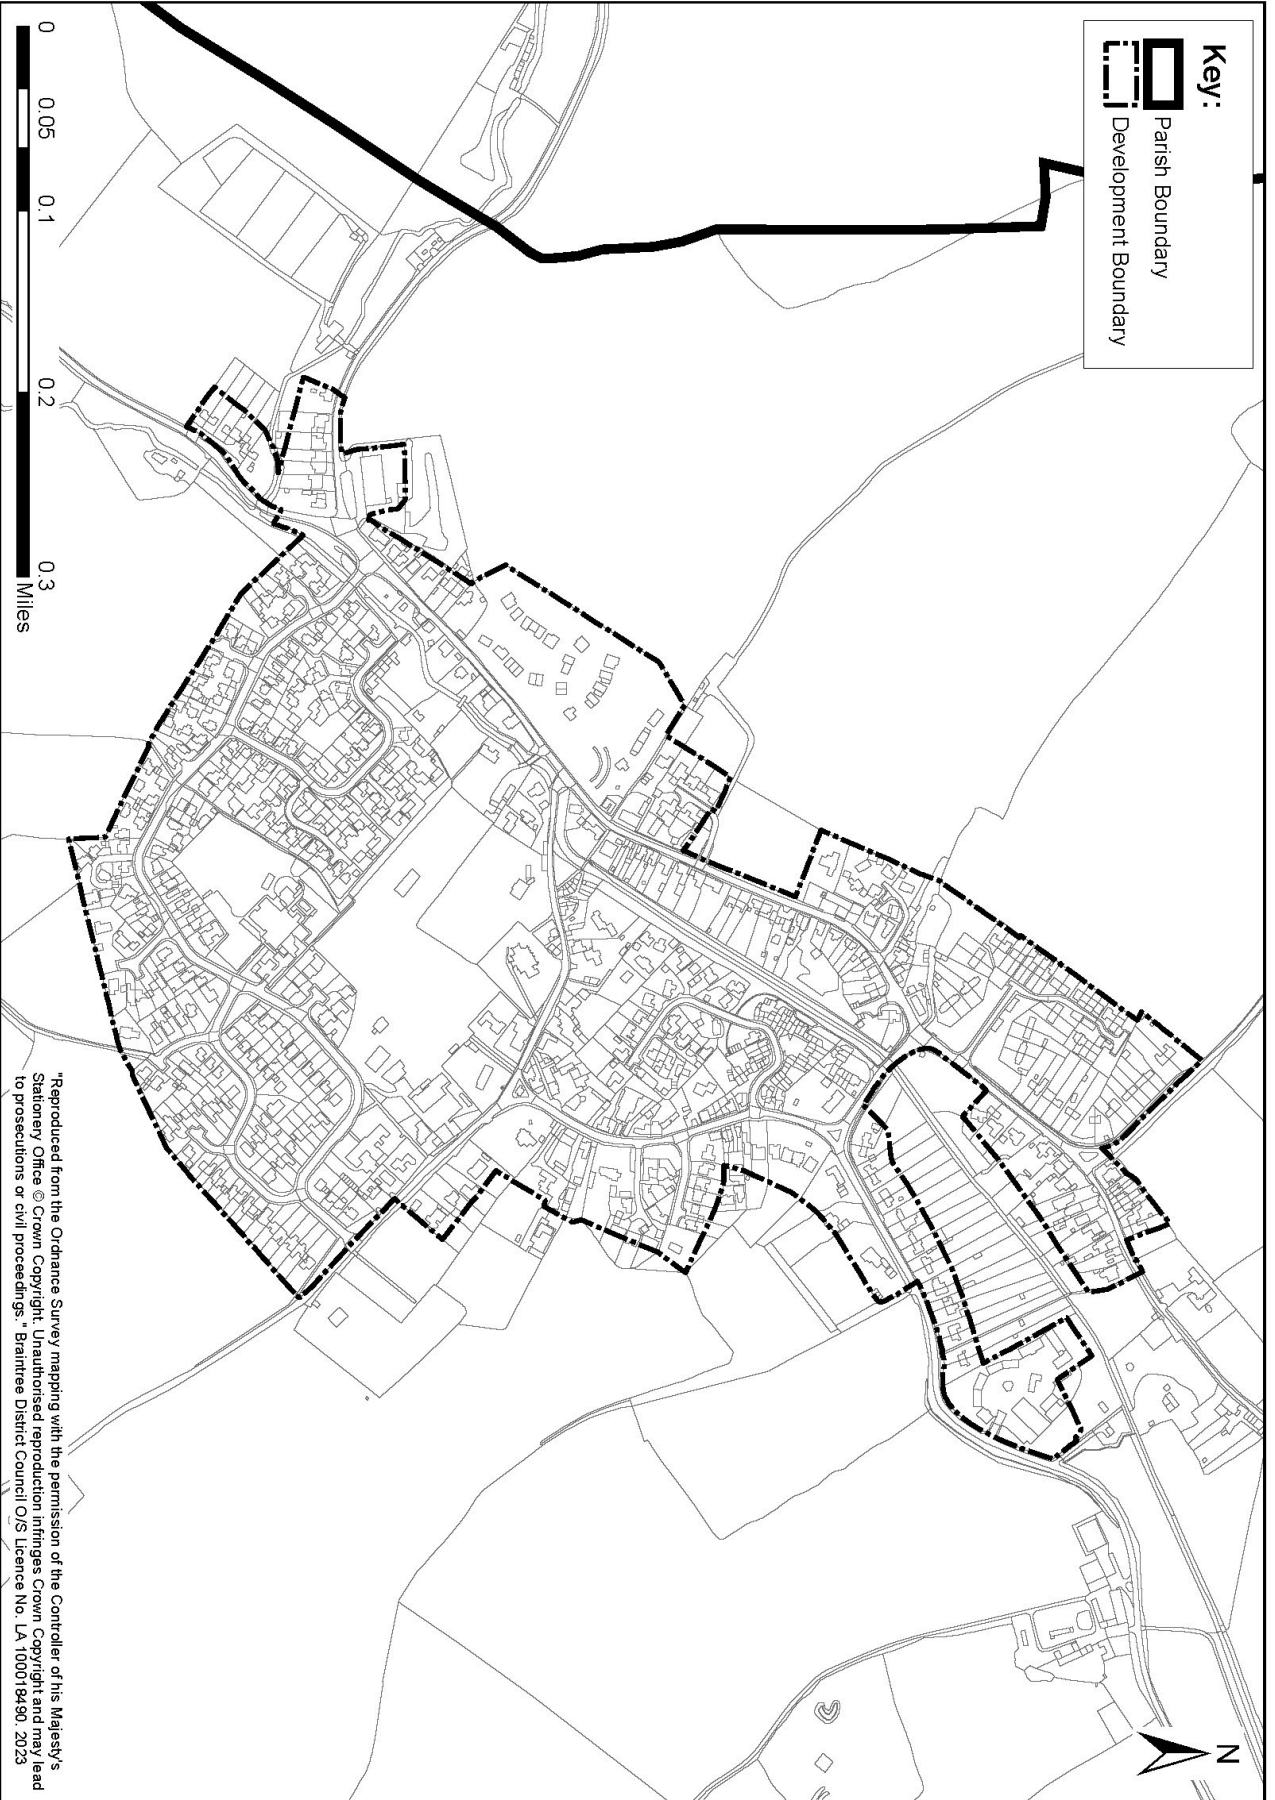 Key:
Parish Boundary
Development Boundary
N
0 0.05 0.1 0.2 0.3
Miles
"Reproduced from the Ordnance Survey mapping with the permission of the Controller of his Majesty's
Stationery Office © Crown Copyright. Unauthorised reproduction infringes Crown Copyright and may lead
to prosecutions or civil proceedings." Braintree District Council O/S Licence No. LA 100018490. 2023